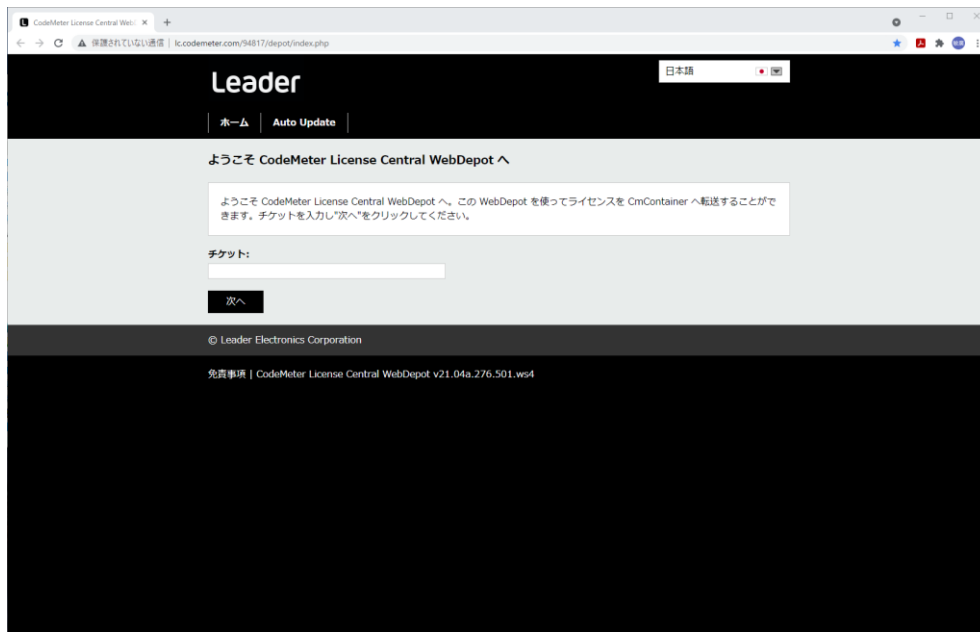 CodeMeter License Central Web
保護されていない通信 | lc.codemeter.com/94817/depot/index.php
Leader
日本語
ホーム
Auto Update
ようこそ CodeMeter License Central WebDepot へ
ようこそ CodeMeter License Central WebDepot へ。この WebDepot を使ってライセンスを CmContainer へ転送することがで
きます。チケットを入力し"次へ"をクリックしてください。
チケット:
次へ
© Leader Electronics Corporation
免責事項 | CodeMeter License Central WebDepot v21.04a.276.501.ws4